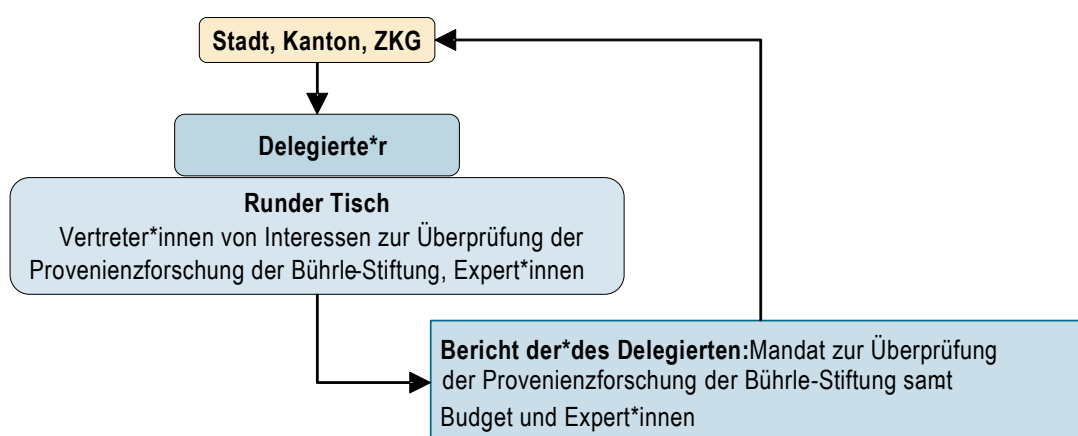 Stadt, Kanton, ZKG
Delegierte*r
Runder Tisch
Vertreter*innen von Interessen zur Überprüfung der
Provenienzforschung der Bührle-Stiftung, Expert*innen
Bericht der*des Delegierten:Mandat zur Überprüfung
der Provenienzforschung der Bührle-Stiftung samt
Budget und Expert*innen